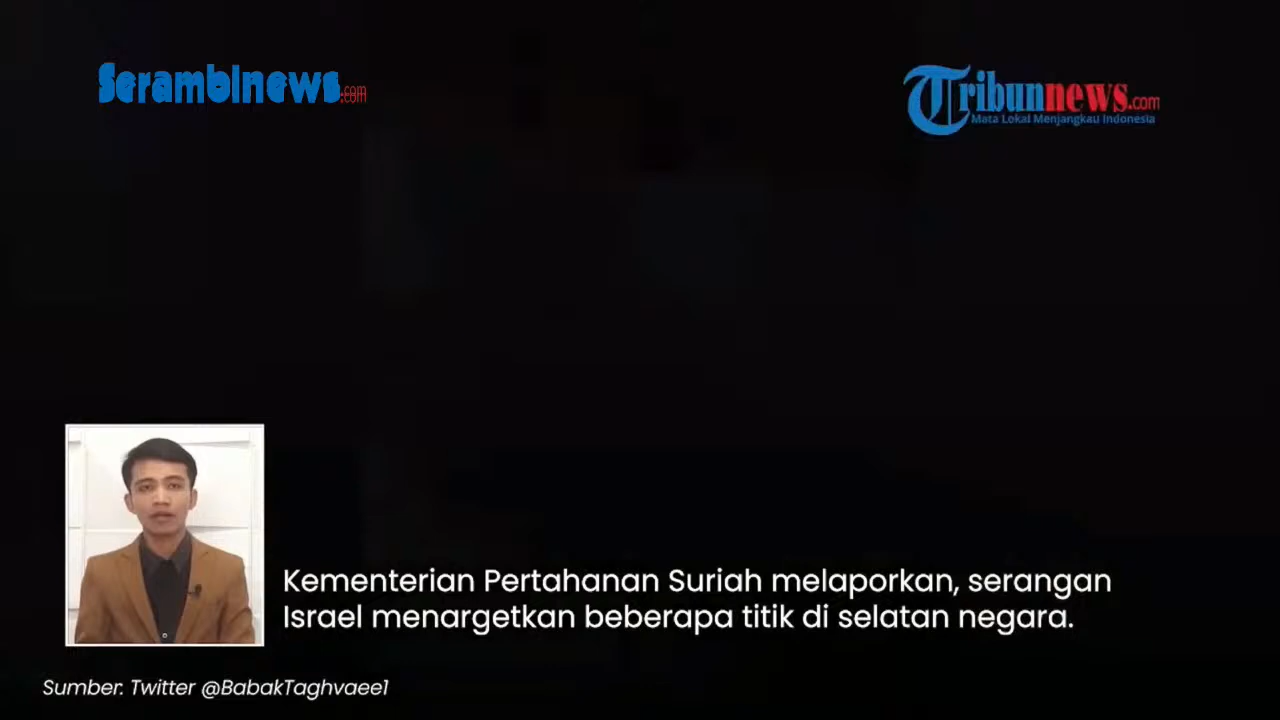 Serambinews.com
Tribunnews.com
Mata Lokal Menjangkau Indonesia
Kementerian Pertahanan Suriah melaporkan, serangan
Israel menargetkan beberapa titik di selatan negara.
Sumber: Twitter @BabakTaghvaee1